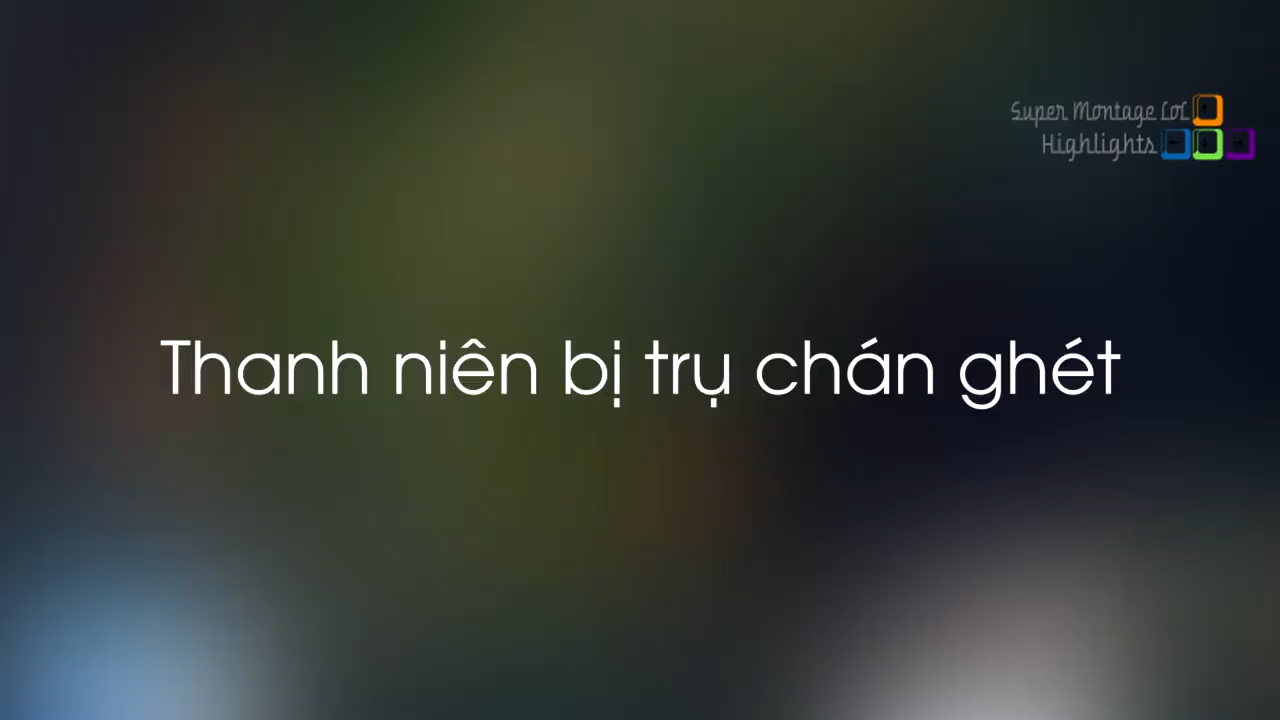 Super Montage LoL
Highlights
Thanh niên bị trụ chán ghét